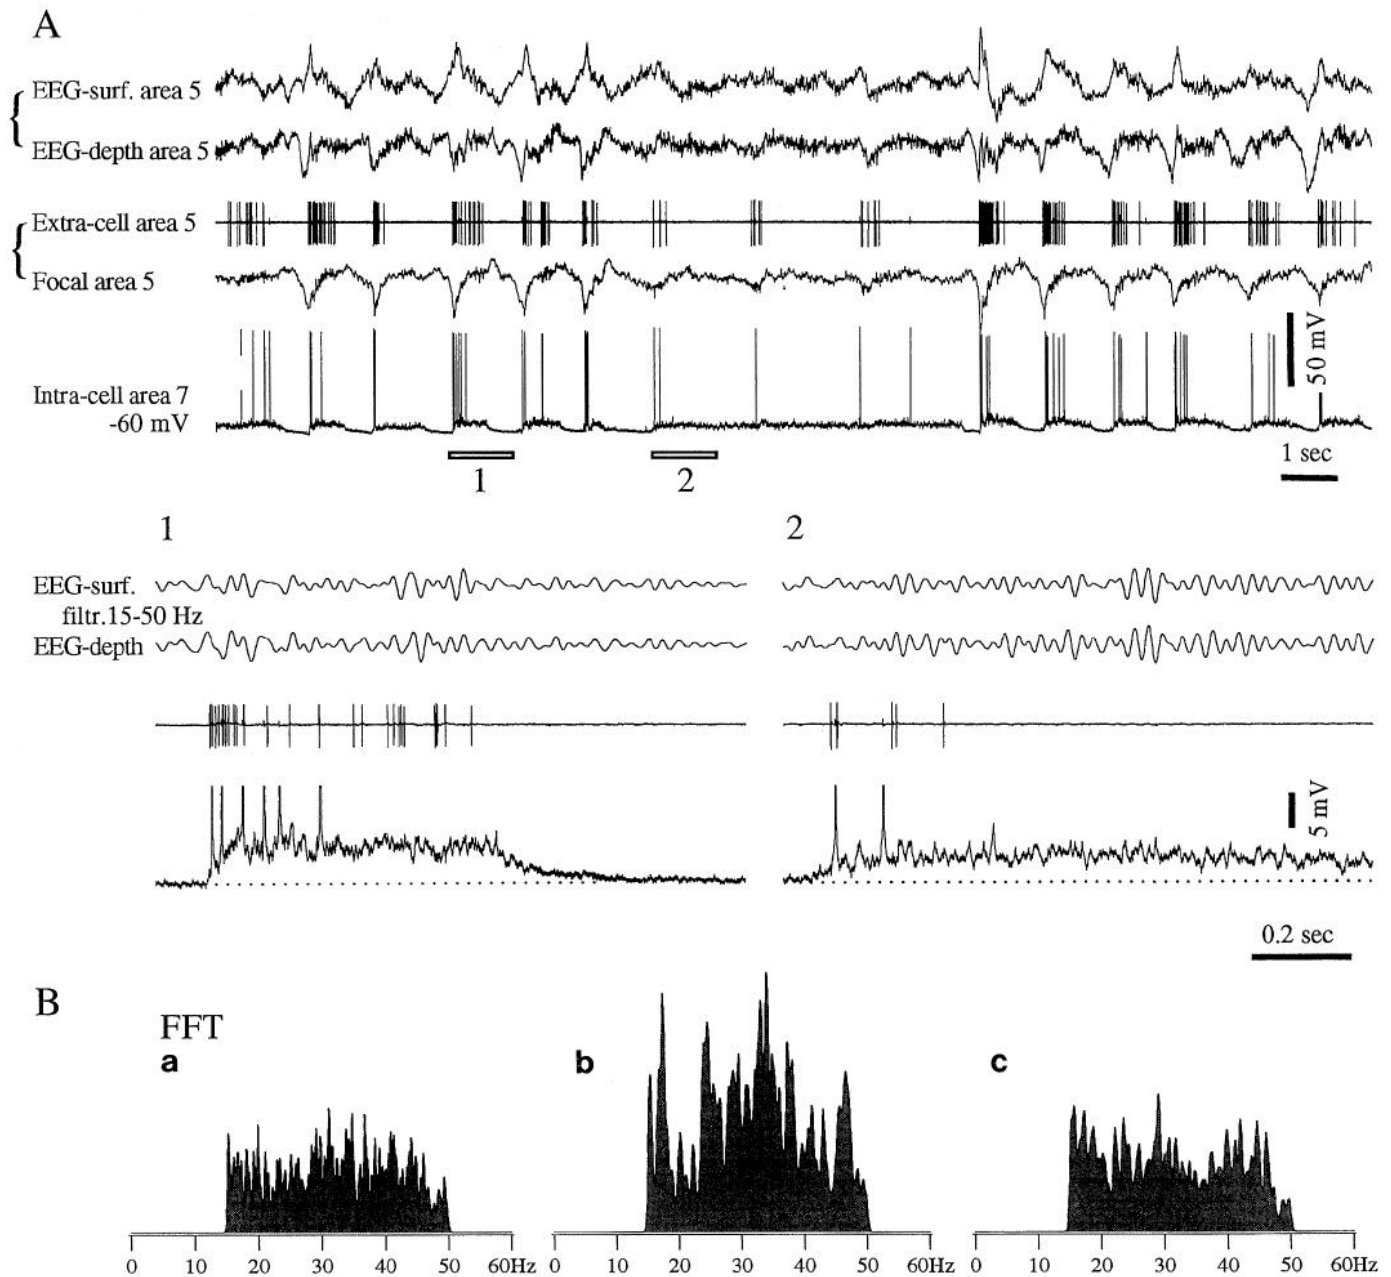 A
EEG-surf. area 5
EEG-depth area 5
Extra-cell area 5
Focal area 5
50 mV
Intra-cell area 7
-60 mV
1 sec
1
2
1
2
EEG-surf.
filtr.15-50 Hz
EEG-depth
5 mV
0.2 sec
B
FFT
a
b
c
0 10 20 30 40 50 60Hz
0 10 20 30 40 50 60Hz
0 10 20 30 40 50 60Hz